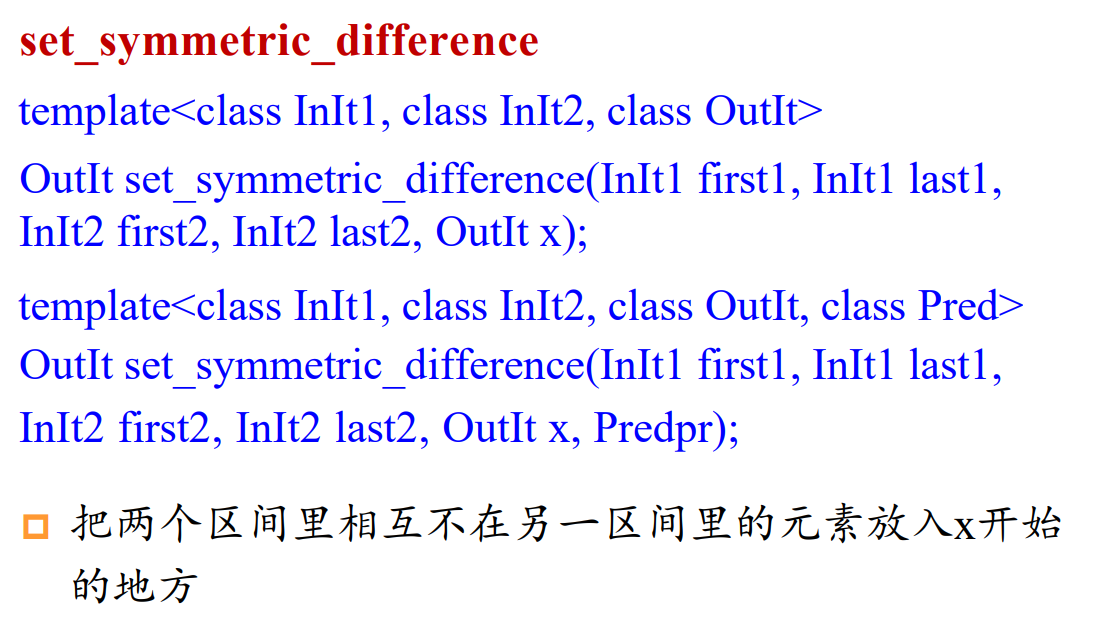 set_symmetric_difference
template<class InIt1, class InIt2, class OutIt>
OutIt set_symmetric_difference(InIt1 first1, InIt1 last1,
InIt2 first2, InIt2 last2, OutIt x);
template<class InIt1, class InIt2, class OutIt, class Pred>
OutIt set_symmetric_difference(InIt1 first1, InIt1 last1,
InIt2 first2, InIt2 last2, OutIt x, Predpr);
把两个区间里相互不在另一区间里的元素放入x开始
的地方